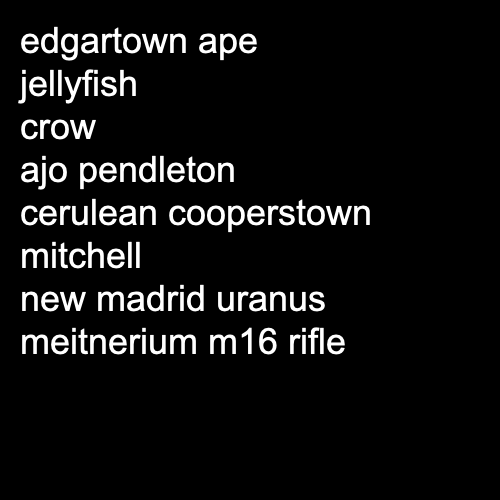 edgartown ape
jellyfish
crow
ajo pendleton
cerulean cooperstown
mitchell
new madrid uranus
meitnerium m16 rifle